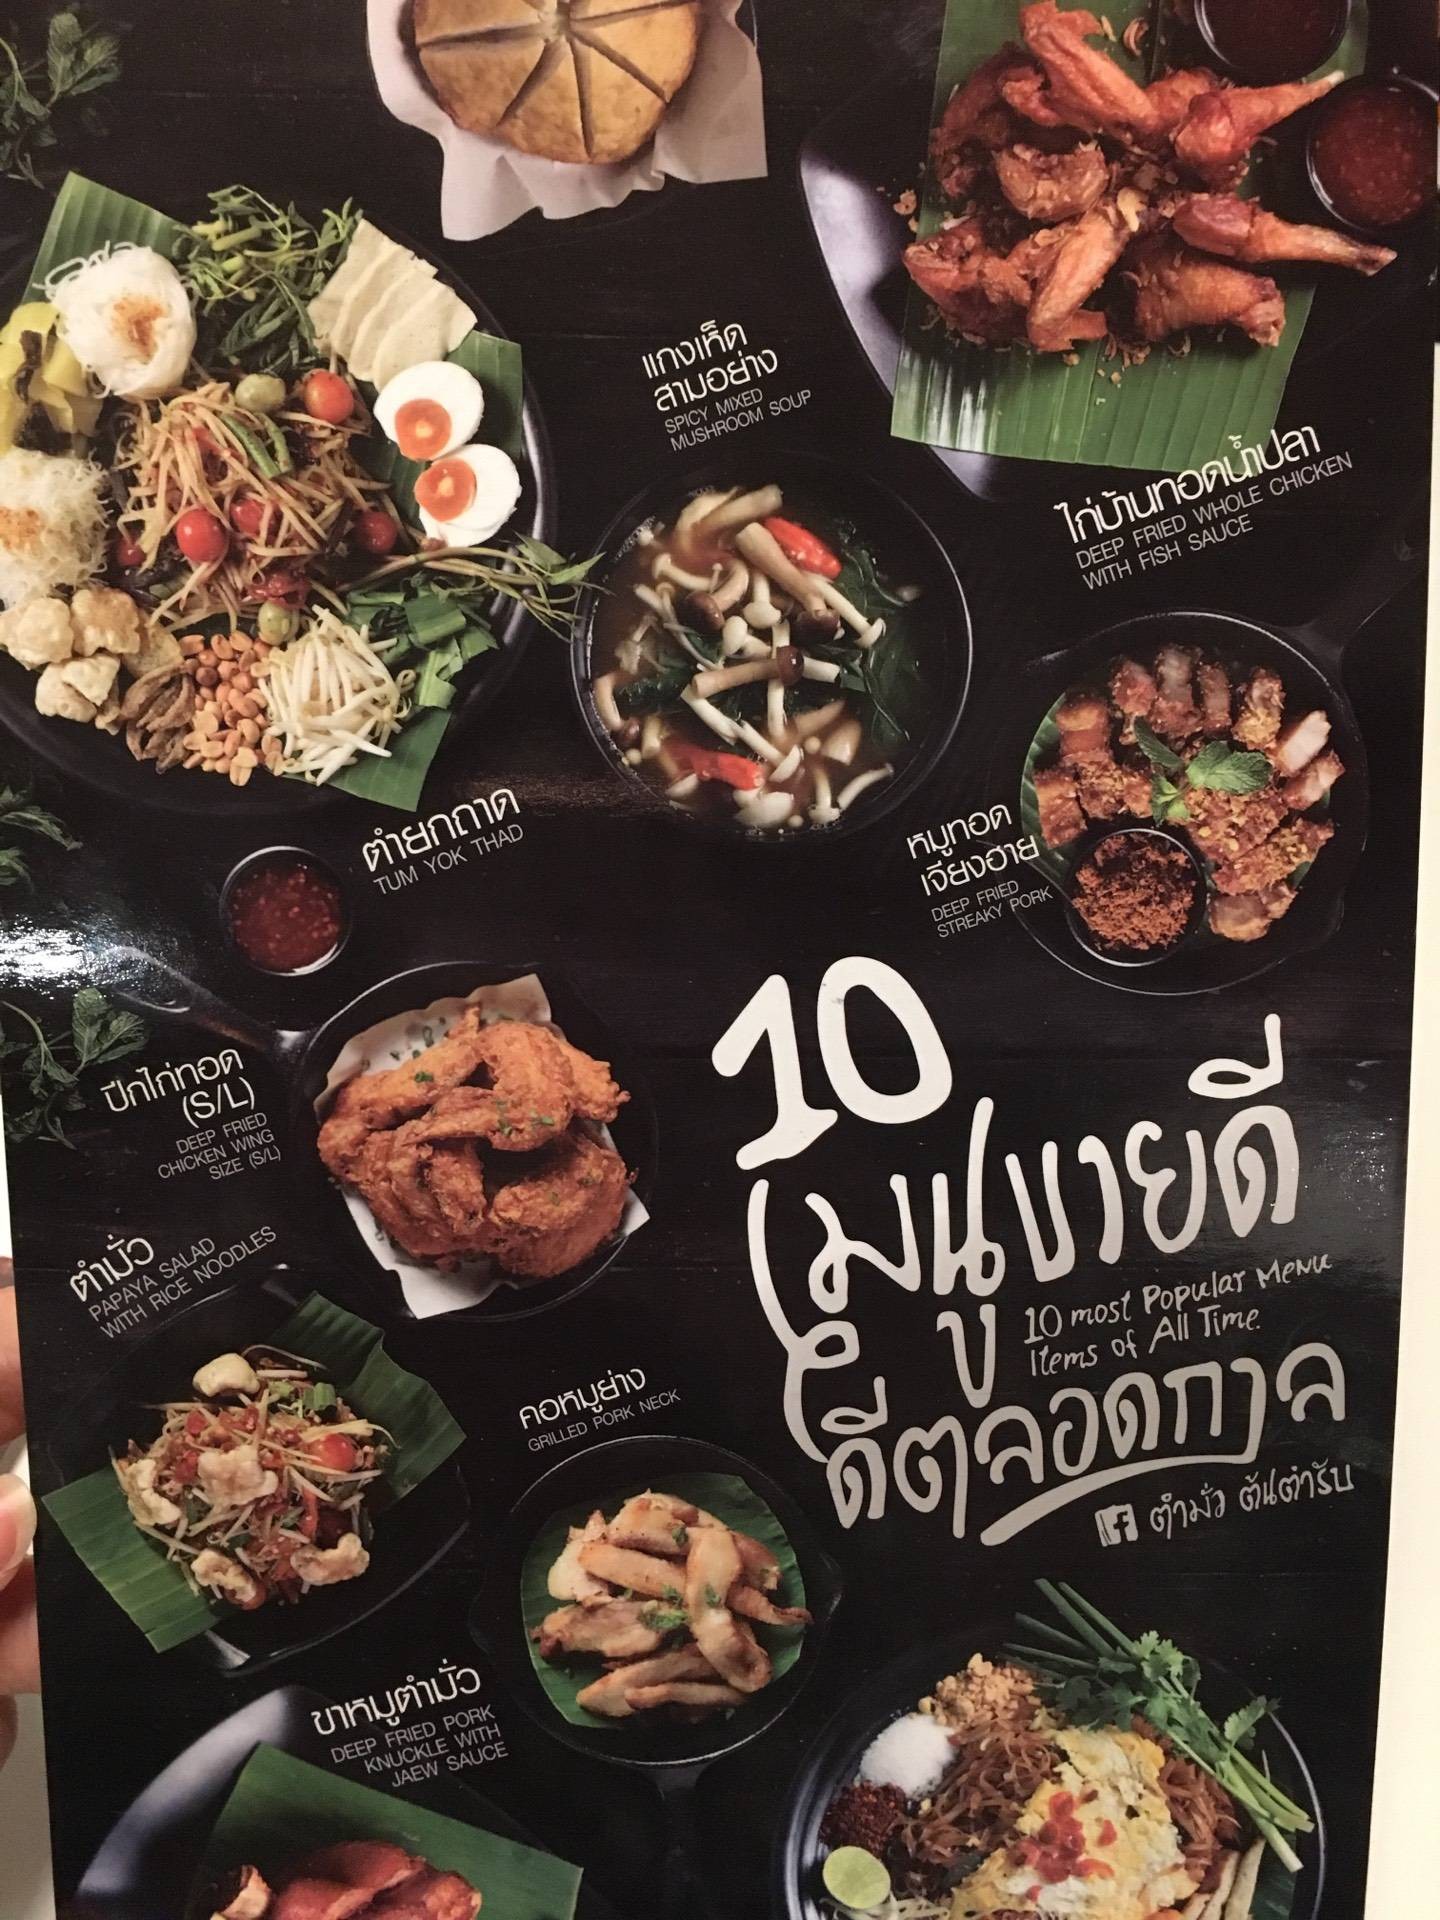 แกงเห็ด
สามอย่าง
SPICY MIXED
MUSHROOM SOUP
ไก่บ้านทอดน้ำปลา
DEEP FRIED WHOLE CHICKEN
WITH FISH SAUCE
ตำยกถาด
TUM YOK THAD
หมูทอด
เจียงฮาย
DEEP FRIED
STREAKY PORK
ปีกไก่ทอด
(S/L)
DEEP FRIED
CHICKEN WING
SIZE (S/L)
10
เมนูขายดี
10 most Popular Menu
Items of All Time
ดีตลอดกาล
f ตำมั่ว ต้นตำรับ
ตำมั่ว
PAPAYA SALAD
WITH RICE NOODLES
คอหมูย่าง
GRILLED PORK NECK
ขาหมูตำมั่ว
DEEP FRIED PORK
KNUCKLE WITH
JAEW SAUCE